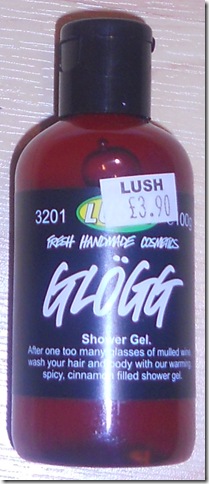 LUSH
£3.90
3201 LU 100g
FRESH HANDMADE COSMETICS
GLÖGG
Shower Gel.
After one too many glasses of mulled wine
wash your hair and body with our warming,
spicy, cinnamon filled shower gel.